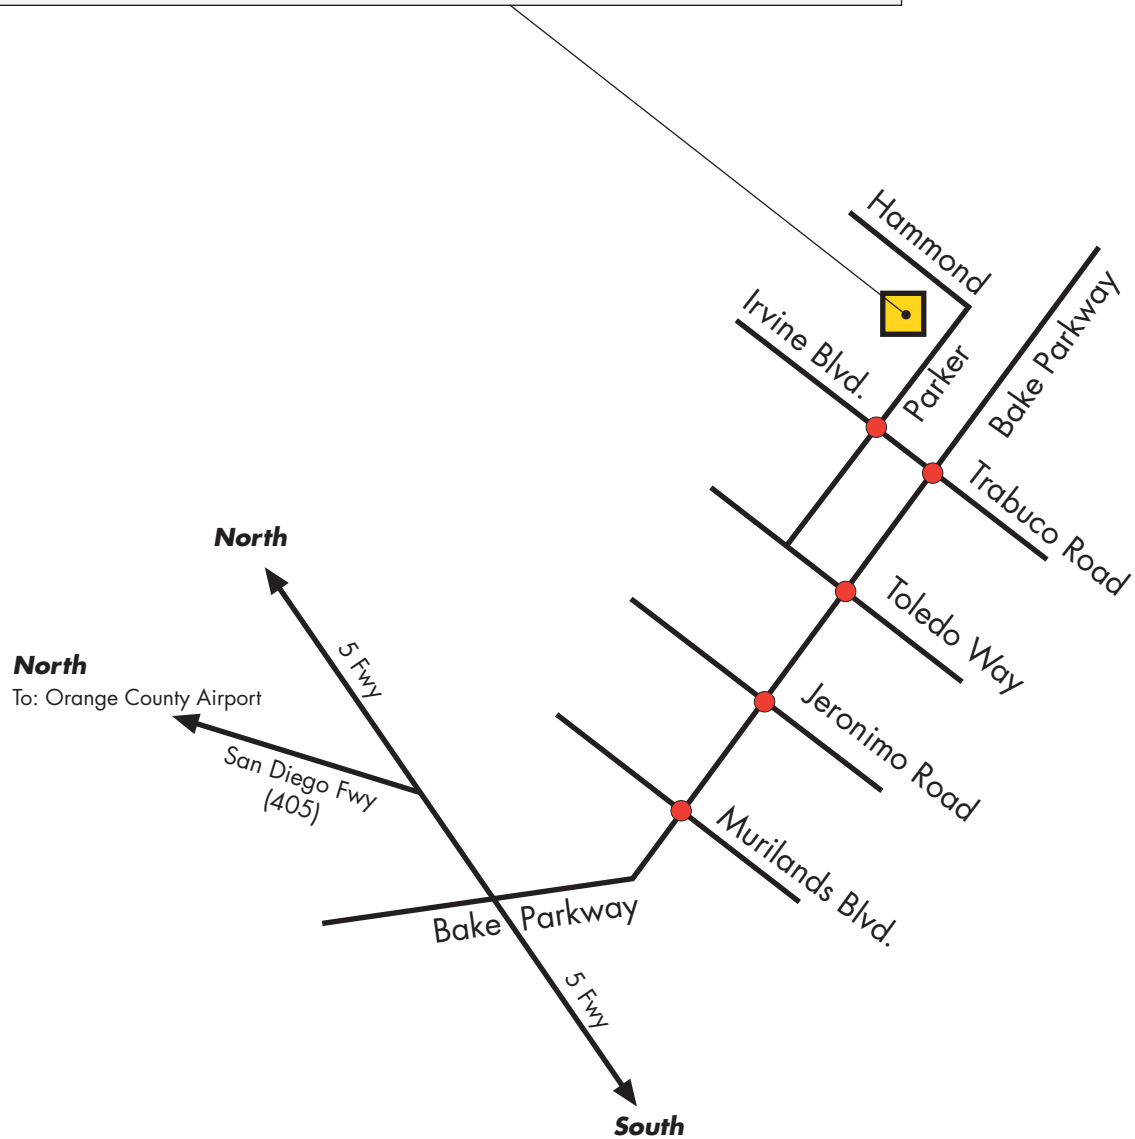 Hammond
Bake Parkway
Irvine Blvd.
Parker
Trabuco Road
North
Toledo Way
5 Fwy
North
To: Orange County Airport
Jeronimo Road
San Diego Fwy
(405)
Murilands Blvd.
Bake Parkway
5 Fwy
South